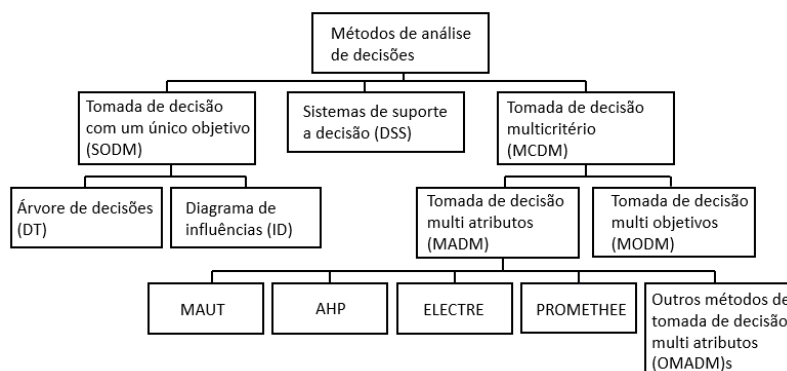 Métodos de análise
de decisões
Tomada de decisão
com um único objetivo
(SODM)
Sistemas de suporte
a decisão (DSS)
Tomada de decisão
multicritério
(MCDM)
Árvore de decisões
(DT)
Diagrama de
influências (ID)
Tomada de decisão
multi atributos
(MADM)
Tomada de decisão
multi objetivos
(MODM)
MAUT
AHP
ELECTRE
PROMETHEE
Outros métodos de
tomada de decisão
multi atributos
(OMADM)s